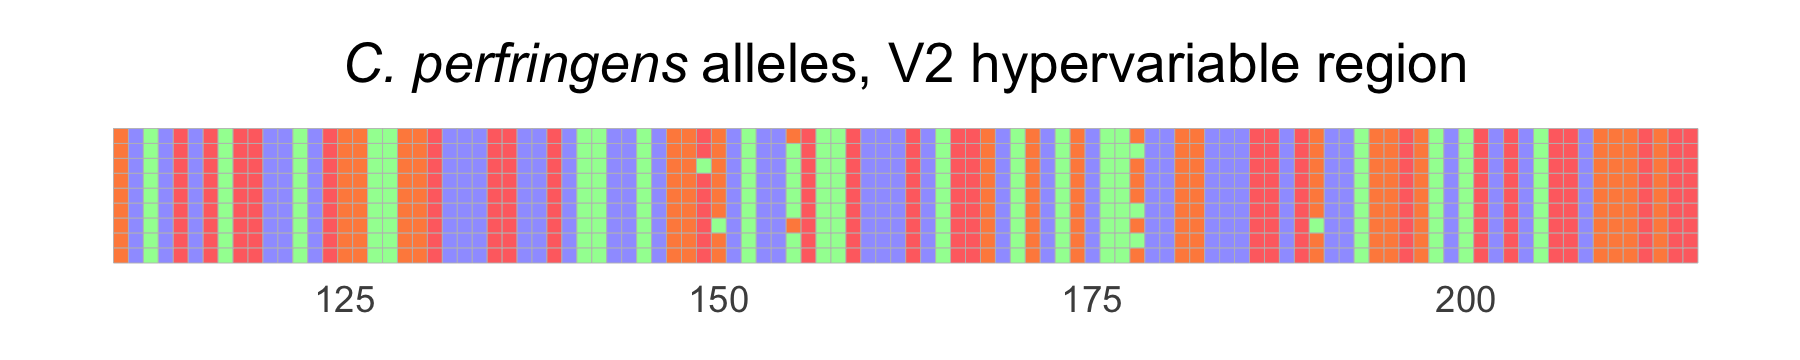 C. perfringens alleles, V2 hypervariable region
125 150 175 200